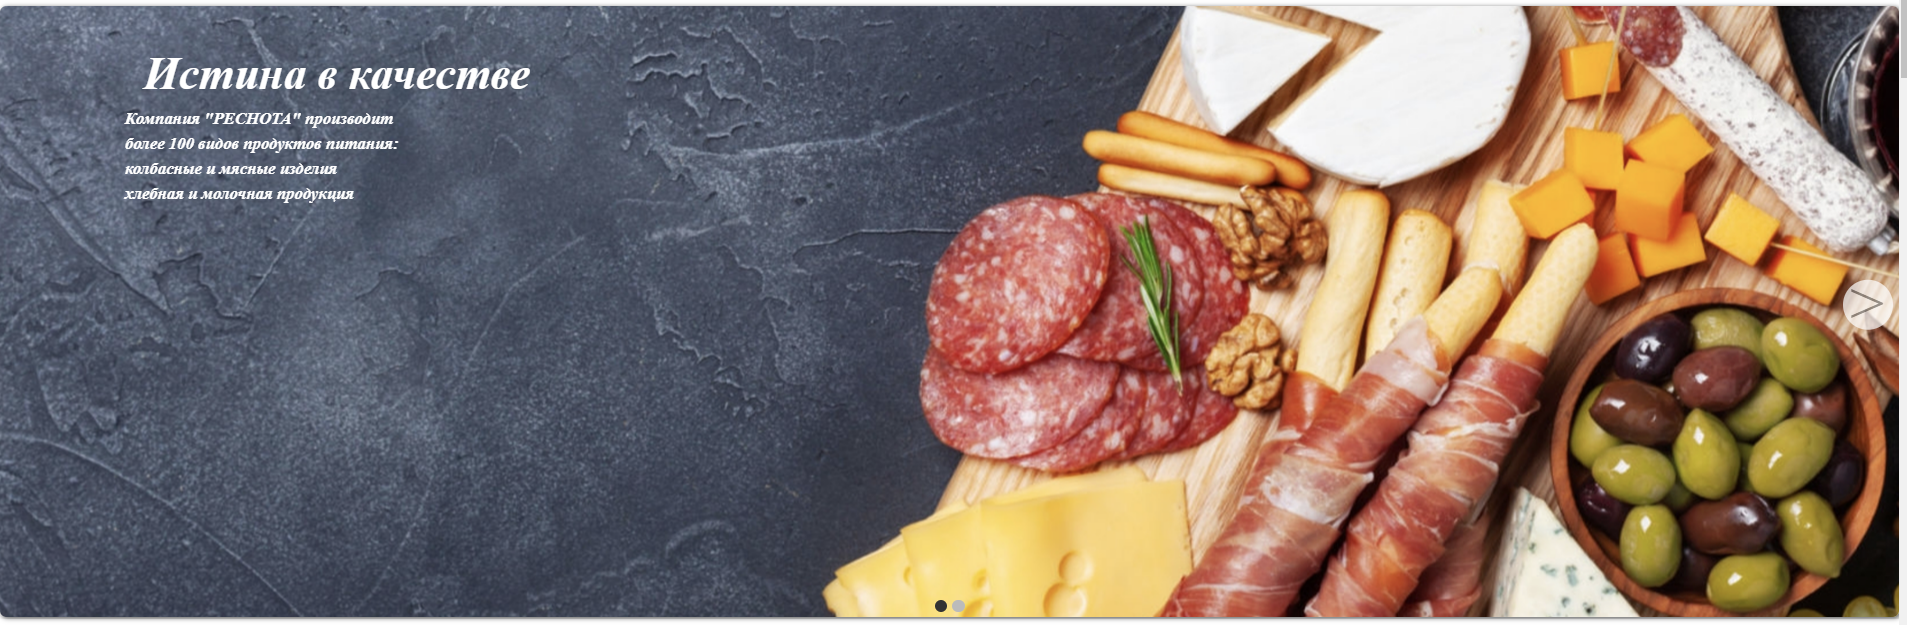 Истина в качестве
Компания "РЕСНОТА" производит
более 100 видов продуктов питания:
колбасные и мясные изделия
хлебная и молочная продукция